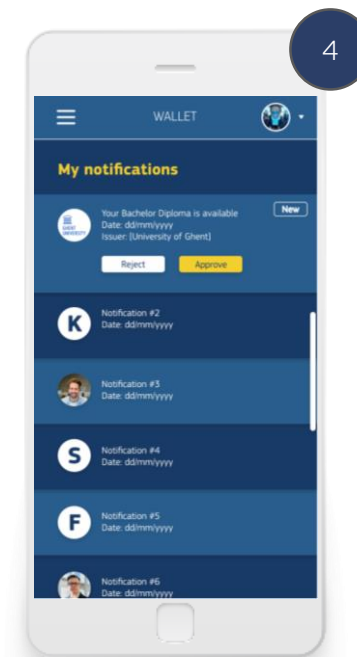 4
WALLET
My notifications
GHENT
UNIVERSITY
Your Bachelor Diploma is available
New
Date: dd/mm/yyyy
Issuer: [University of Ghent]
Reject
Approve
K
Notification #2
Date: dd/mm/yyyy
Notification #3
Date: dd/mm/yyyy
S
Notification #4
Date: dd/mm/yyyy
F
Notification #5
Date: dd/mm/yyyy
Notification #6
Date: dd/mm/yyyy